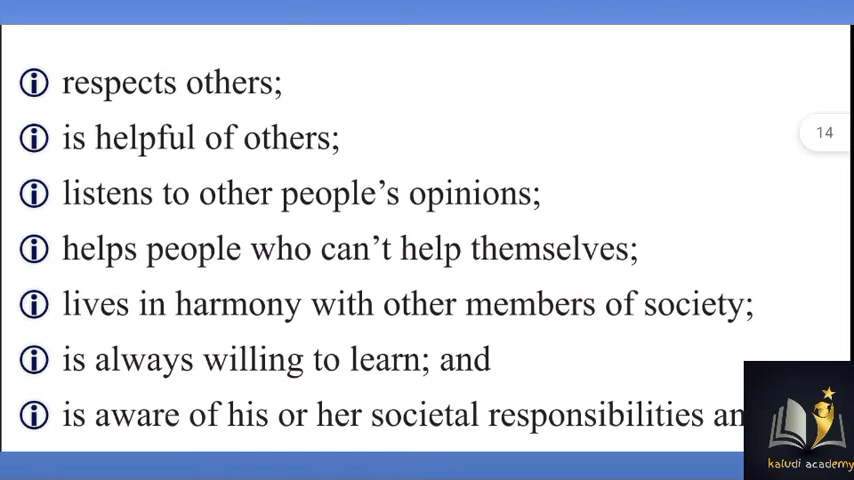 respects others;
is helpful of others;
14
listens to other people’s opinions;
helps people who can’t help themselves;
lives in harmony with other members of society;
is always willing to learn; and
is aware of his or her societal responsibilities an
kaludi academy